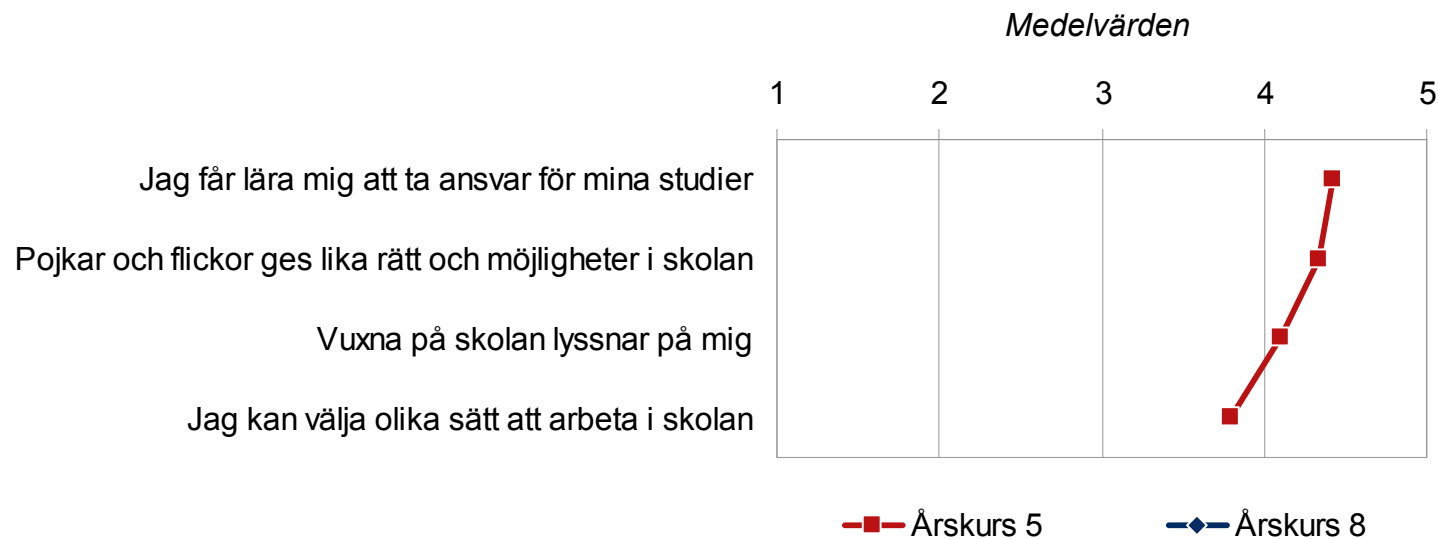 Medelvärden
1 2 3 4 5
Jag får lära mig att ta ansvar för mina studier
Pojkar och flickor ges lika rätt och möjligheter i skolan
Vuxna på skolan lyssnar på mig
Jag kan välja olika sätt att arbeta i skolan
Årskurs 5 Årskurs 8